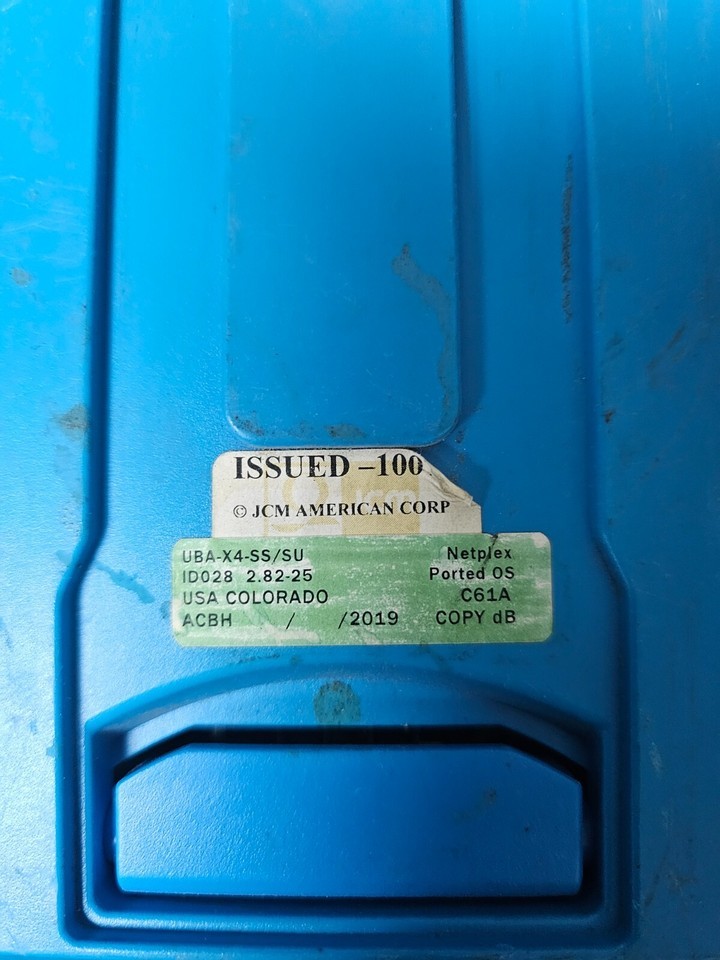 ISSUED –100
© JCM AMERICAN CORP
UBA-X4-SS/SU Netplex
ID028 2.82-25 Ported OS
USA COLORADO C61A
ACBH / /2019 COPY dB